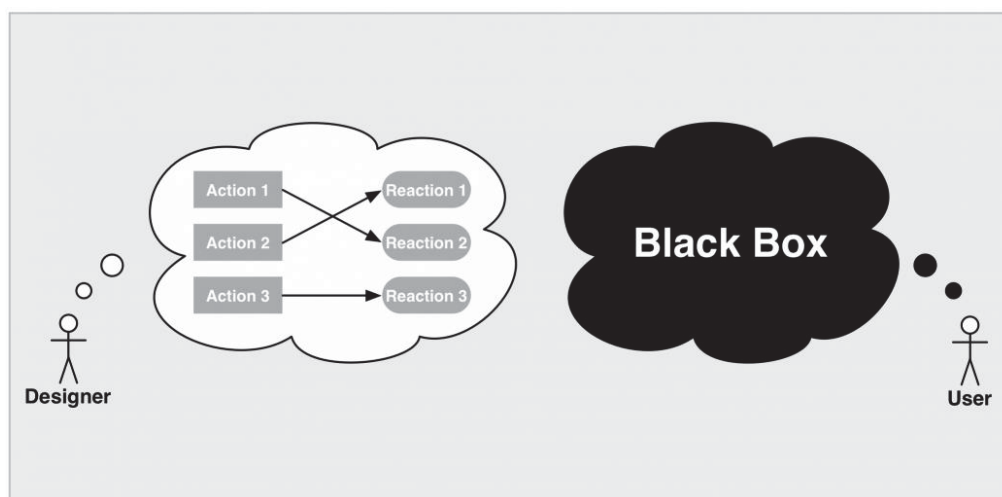 Action 1
Reaction 1
Action 2
Reaction 2
Action 3
Reaction 3
Black Box
Designer
User